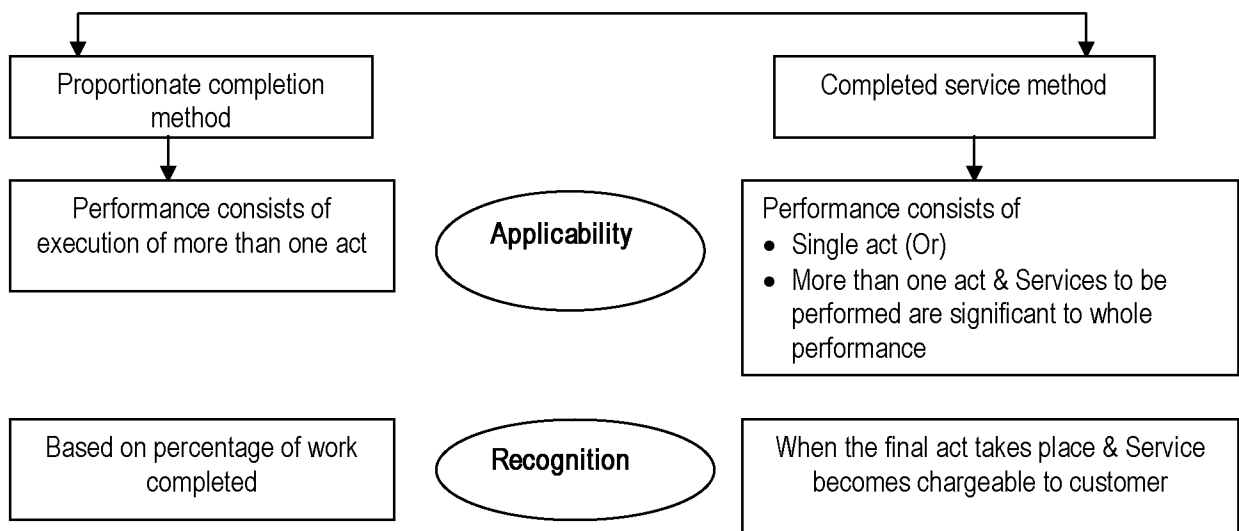 Proportionate completion
method
Completed service method
Performance consists of
execution of more than one act
Applicability
Performance consists of
• Single act (Or)
• More than one act & Services to be
performed are significant to whole
performance
Based on percentage of work
completed
Recognition
When the final act takes place & Service
becomes chargeable to customer